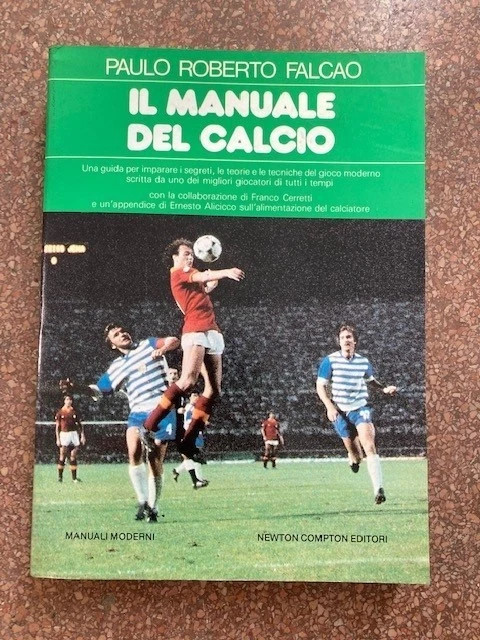 PAULO ROBERTO FALCAO
IL MANUALE
DEL CALCIO
Una guida per imparare i segreti, le teorie e le tecniche del gioco moderno
scritta da uno dei migliori giocatori di tutti i tempi
con la collaborazione di Franco Cerretti
e un'appendice di Ernesto Alicicco sull'alimentazione del calciatore
MANUALI MODERNI
NEWTON COMPTON EDITORI